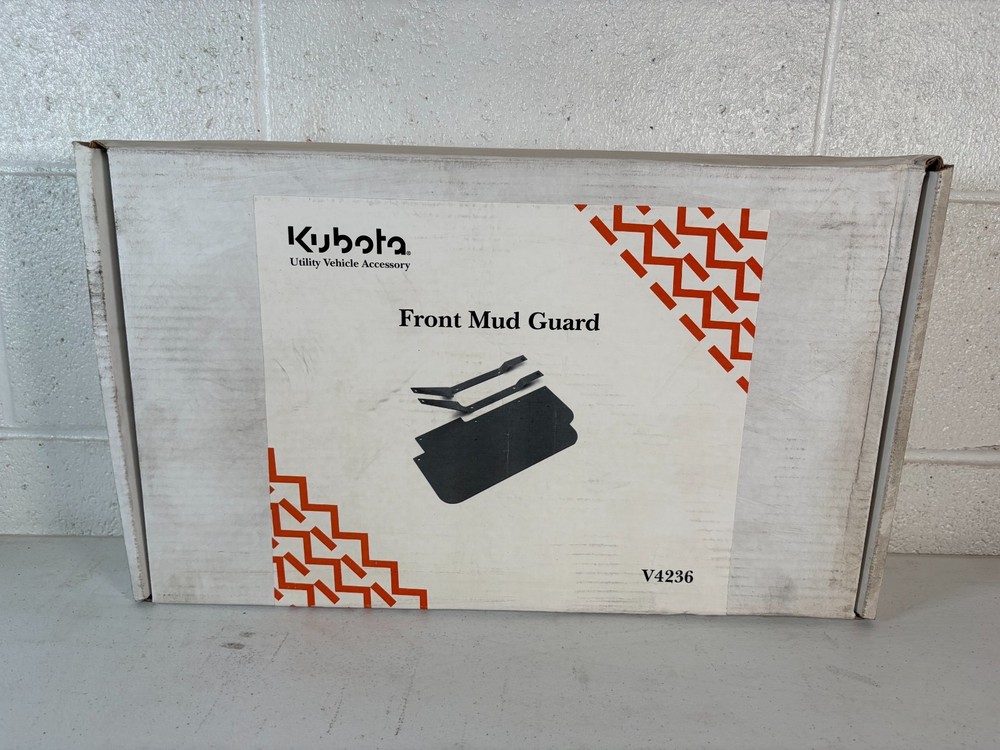 Kubota®
Utility Vehicle Accessory
Front Mud Guard
V4236